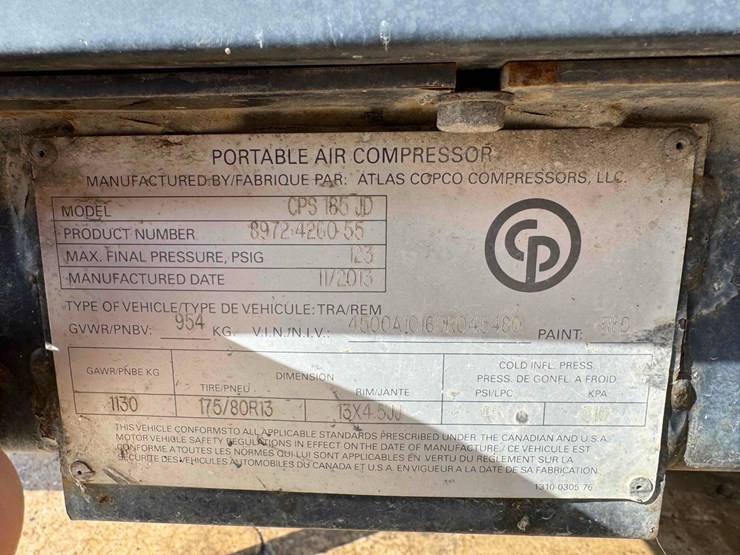 PORTABLE AIR COMPRESSOR
MANUFACTURED BY/FABRIQUE PAR: ATLAS COPCO COMPRESSORS, LLC.
MODEL CPS 185 JD
PRODUCT NUMBER 8972 4260 55
MAX. FINAL PRESSURE, PSIG 123
MANUFACTURED DATE 11/2013
CP
TYPE OF VEHICLE/TYPE DE VEHICULE: TRA/REM
GVWR/PNBV: 954 KG. V.I.N./N.I.V.: PAINT:
GAWR/PNBE KG DIMENSION COLD INFL. PRESS.
PRESS. DE GONFL. A FROID
TIRE/PNEU RIM/JANTE PSI/LPC KPA
1130 175/80R13 13X4.5JJ
THIS VEHICLE CONFORMS TO ALL APPLICABLE STANDARDS PRESCRIBED UNDER THE CANADIAN AND U.S.A.
MOTOR VEHICLE SAFETY REGULATIONS IN EFFECT ON THE DATE OF MANUFACTURE./ CE VEHICULE EST
CONFORME A TOUTES LES NORMES QUI LUI SONT APPLICABLES EN VERTU DU REGLEMENT SUR LA
SECURITE DES VEHICULES AUTOMOBILES DU CANADA ET U.S.A. EN VIGUEUR A LA DATE DE SA FABRICATION.
1310 0305 76